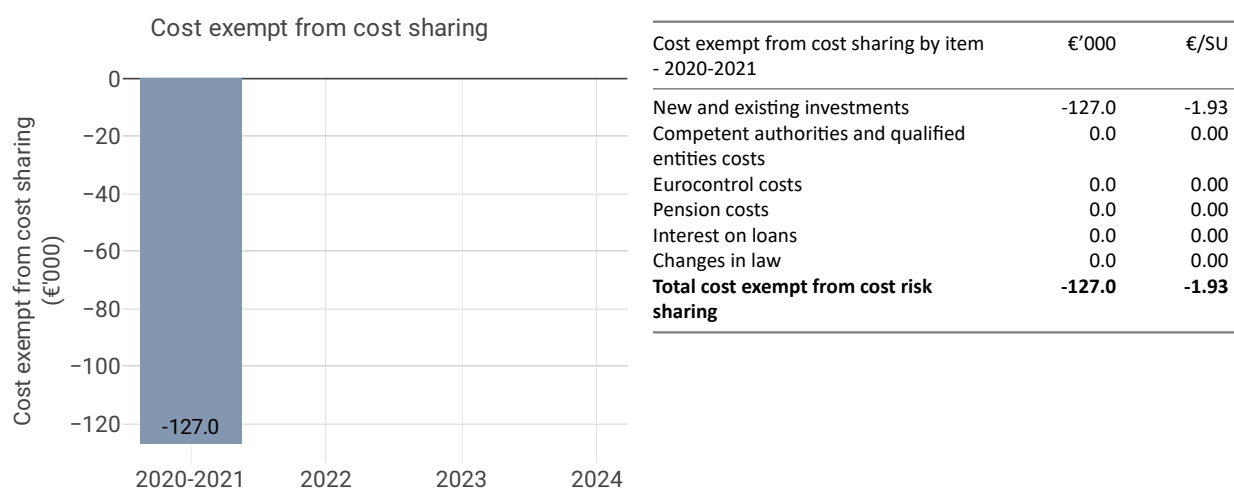 Cost exempt from cost sharing
Cost exempt from cost sharing
(€'000)
0
−20
−40
−60
−80
−100
−120
-127.0
2020-2021
2022
2023
2024
Cost exempt from cost sharing by item €’000 €/SU
- 2020-2021
New and existing investments -127.0 -1.93
Competent authorities and qualified 0.0 0.00
entities costs
Eurocontrol costs 0.0 0.00
Pension costs 0.0 0.00
Interest on loans 0.0 0.00
Changes in law 0.0 0.00
Total cost exempt from cost risk -127.0 -1.93
sharing